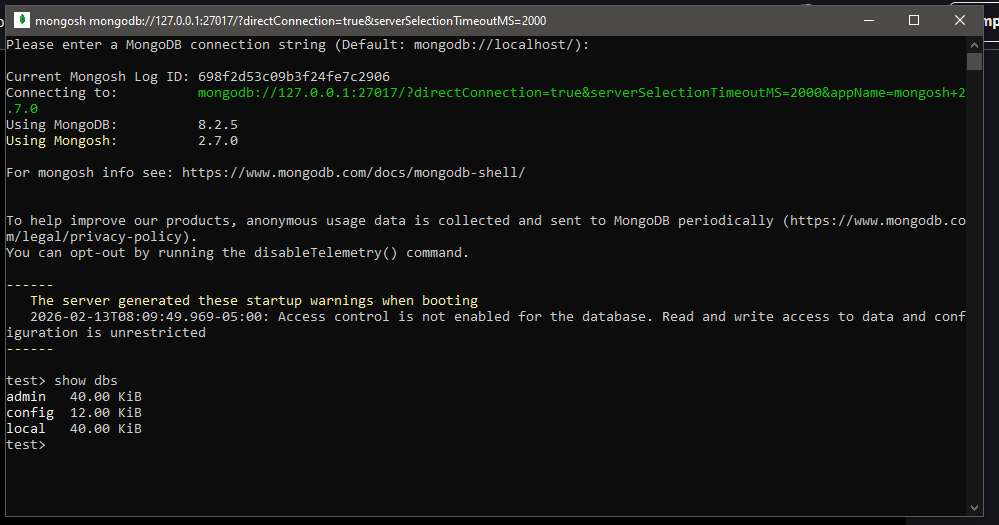 mongosh mongodb://127.0.0.1:27017/?directConnection=true&serverSelectionTimeoutMS=2000
Please enter a MongoDB connection string (Default: mongodb://localhost/):
Current Mongosh Log ID: 698f2d53c09b3f24fe7c2906
Connecting to: mongodb://127.0.0.1:27017/?directConnection=true&serverSelectionTimeoutMS=2000&appName=mongosh+2
.7.0
Using MongoDB: 8.2.5
Using Mongosh: 2.7.0
For mongosh info see: https://www.mongodb.com/docs/mongodb-shell/
To help improve our products, anonymous usage data is collected and sent to MongoDB periodically (https://www.mongodb.co
m/legal/privacy-policy).
You can opt-out by running the disableTelemetry() command.
------
The server generated these startup warnings when booting
2026-02-13T08:09:49.969-05:00: Access control is not enabled for the database. Read and write access to data and conf
iguration is unrestricted
------
test> show dbs
admin 40.00 KiB
config 12.00 KiB
local 40.00 KiB
test>